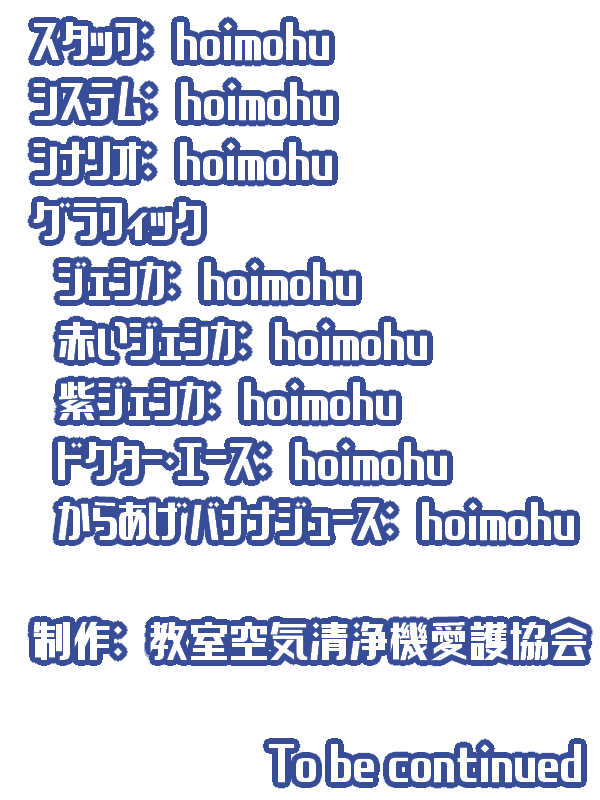 スタッフ: hoimohu
システム: hoimohu
シナリオ: hoimohu
グラフィック
ジェシカ: hoimohu
赤いジェシカ: hoimohu
紫ジェシカ: hoimohu
ドクター・エース: hoimohu
からあげバナナジュース: hoimohu
制作: 教室空気清浄機愛護協会
To be continued